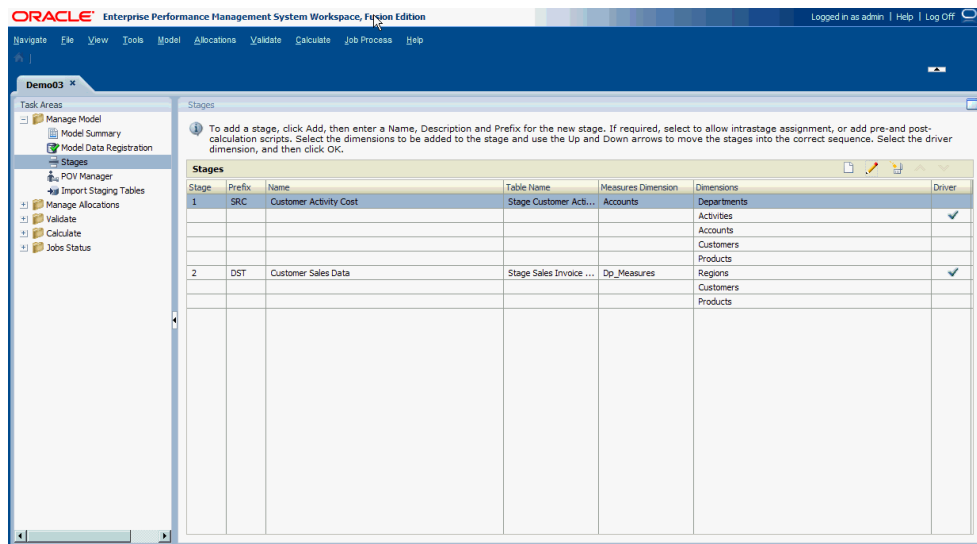 ORACLE Enterprise Performance Management System Workspace, Fusion Edition
Logged in as admin | Help | Log Off
Navigate File View Tools Model Allocations Validate Calculate Job Process Help
Demo03 ×
Task Areas
Manage Model
Model Summary
Model Data Registration
Stages
POV Manager
Import Staging Tables
Manage Allocations
Validate
Calculate
Jobs Status
Stages
To add a stage, click Add, then enter a Name, Description and Prefix for the new stage. If required, select to allow intrastage assignment, or add pre-and post-
calculation scripts. Select the dimensions to be added to the stage and use the Up and Down arrows to move the stages into the correct sequence. Select the driver
dimension, and then click OK.
Stages
Stage Prefix Name Table Name Measures Dimension Dimensions Driver
1 SRC Customer Activity Cost Stage Customer Acti... Accounts Departments
Activities
Accounts
Customers
Products
2 DST Customer Sales Data Stage Sales Invoice ... Dp_Measures Regions
Customers
Products